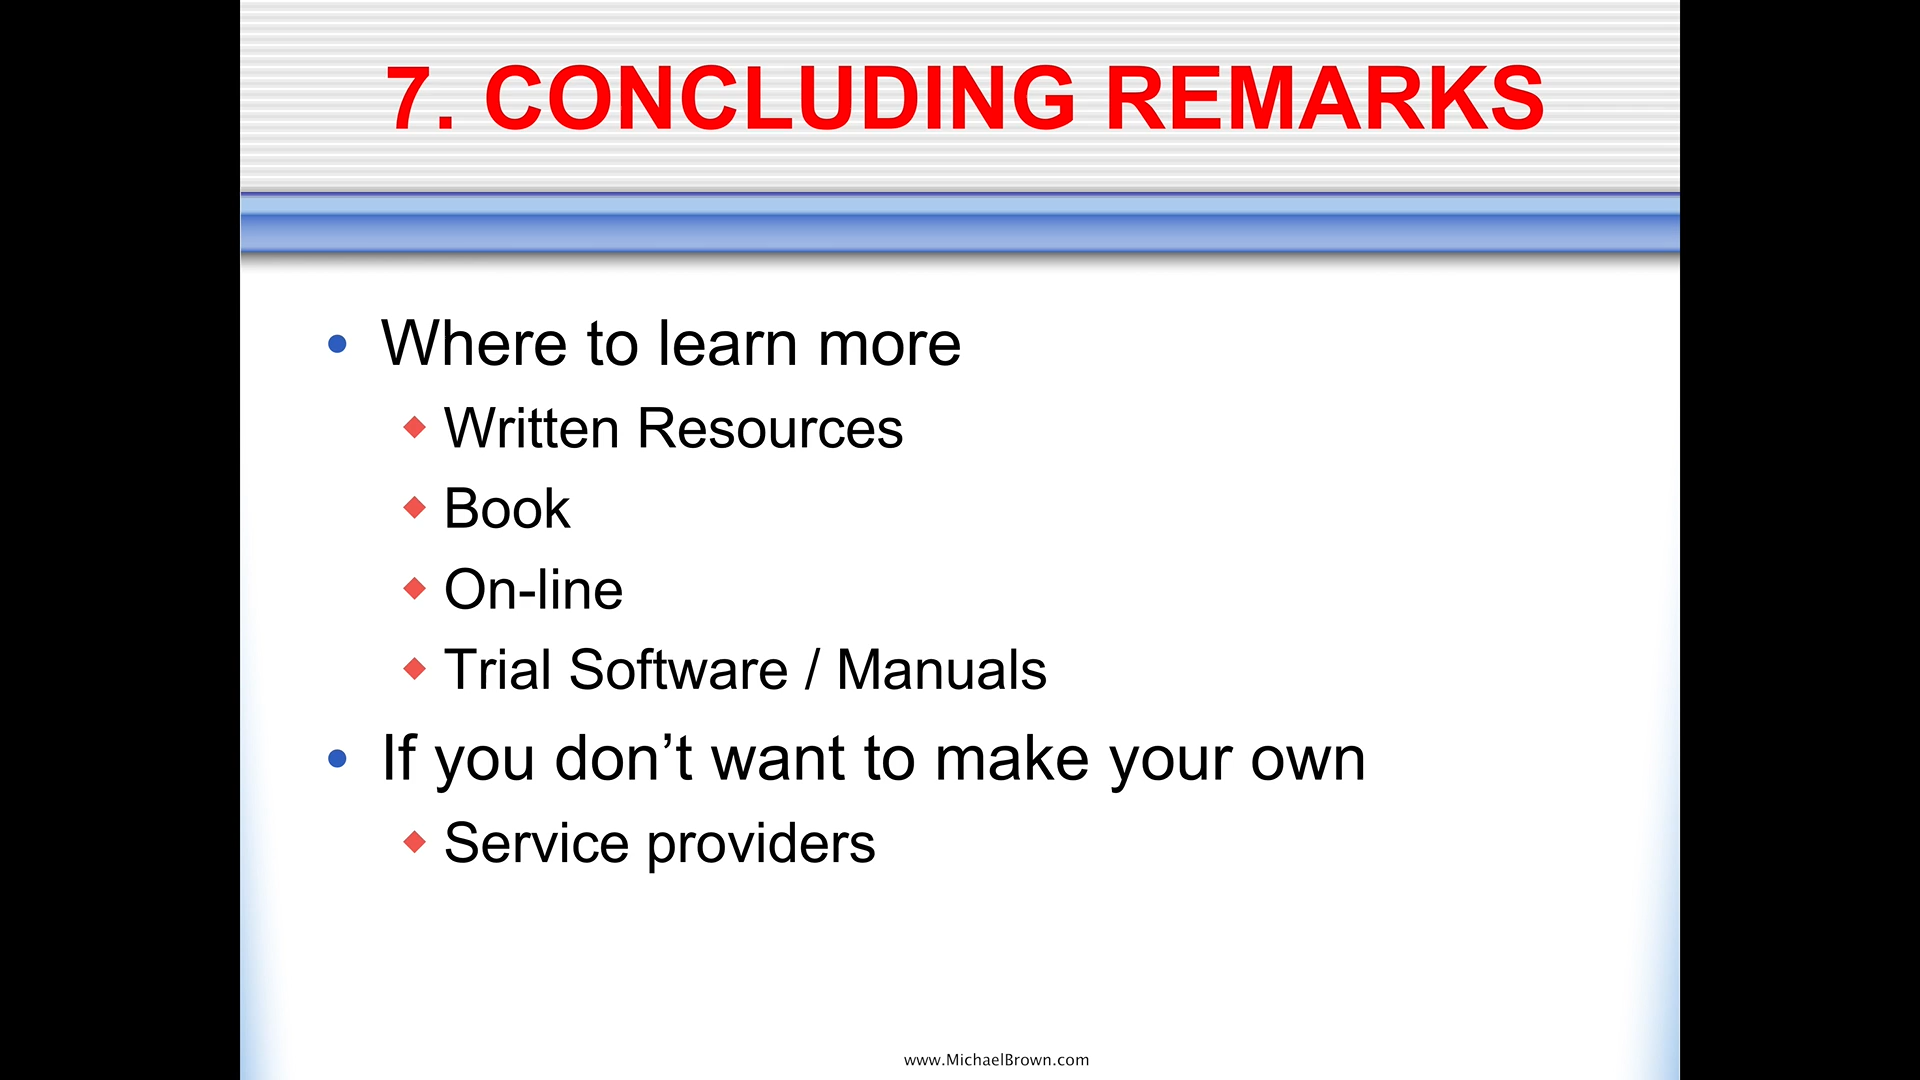 7. CONCLUDING REMARKS
• Where to learn more
◆ Written Resources
◆ Book
◆ On-line
◆ Trial Software / Manuals
• If you don’t want to make your own
◆ Service providers
www.MichaelBrown.com